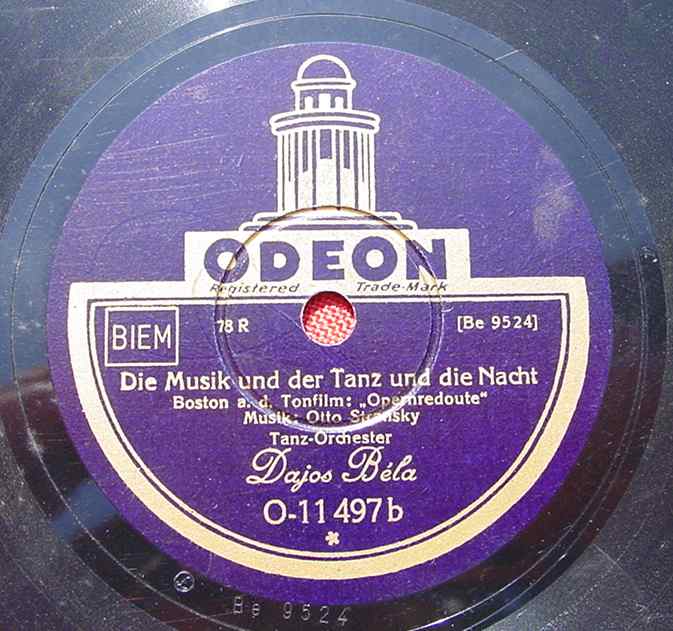 ODEON
Registered Trade-Mark
BIEM 78 R [Be 9524]
Die Musik und der Tanz und die Nacht
Boston a. d. Tonfilm: „Opernredoute“
Musik: Otto Stransky
Tanz-Orchester
Dajos Béla
O-11497b
Be 9524